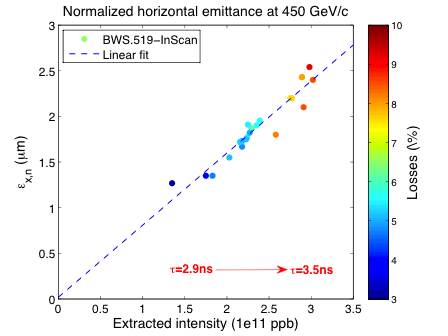 Normalized horizontal emittance at 450 GeV/c
BWS.519−InScan
Linear fit
3
2.5
2
1.5
1
0.5
0
εx,n (μm)
τ=2.9ns
τ=3.5ns
0 0.5 1 1.5 2 2.5 3 3.5
Extracted intensity (1e11 ppb)
10
9
8
7
6
5
4
3
Losses (\%)